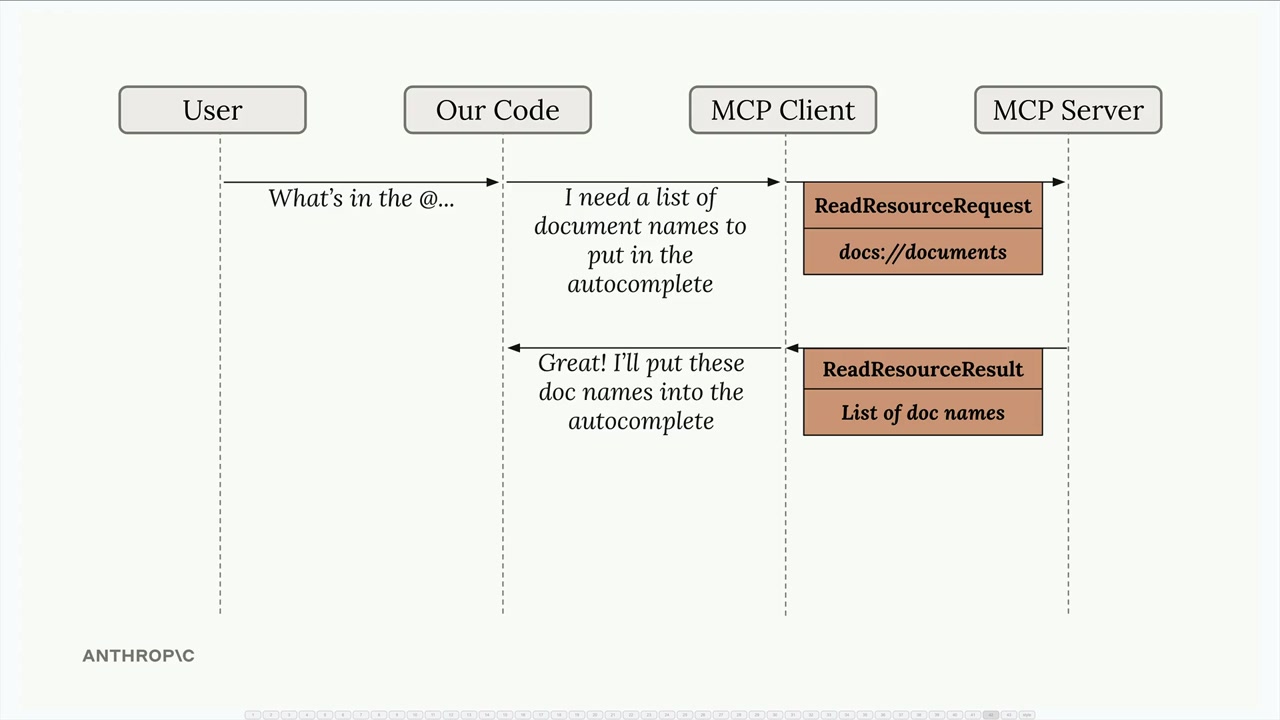 User
Our Code
MCP Client
MCP Server
What's in the @...
I need a list of
document names to
put in the
autocomplete
ReadResourceRequest
docs://documents
Great! I'll put these
doc names into the
autocomplete
ReadResourceResult
List of doc names
ANTHROP\C